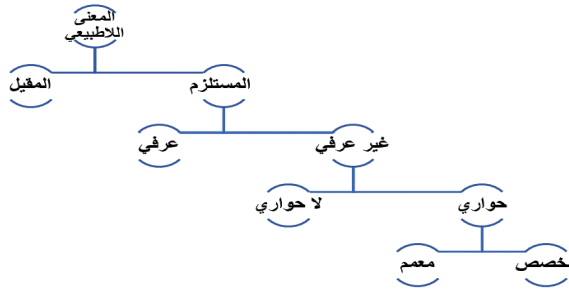 المعنى
اللاطبيعي
المستلزم
المقيل
غير عرفي
عرفي
حواري
لا حواري
خصص
معمم